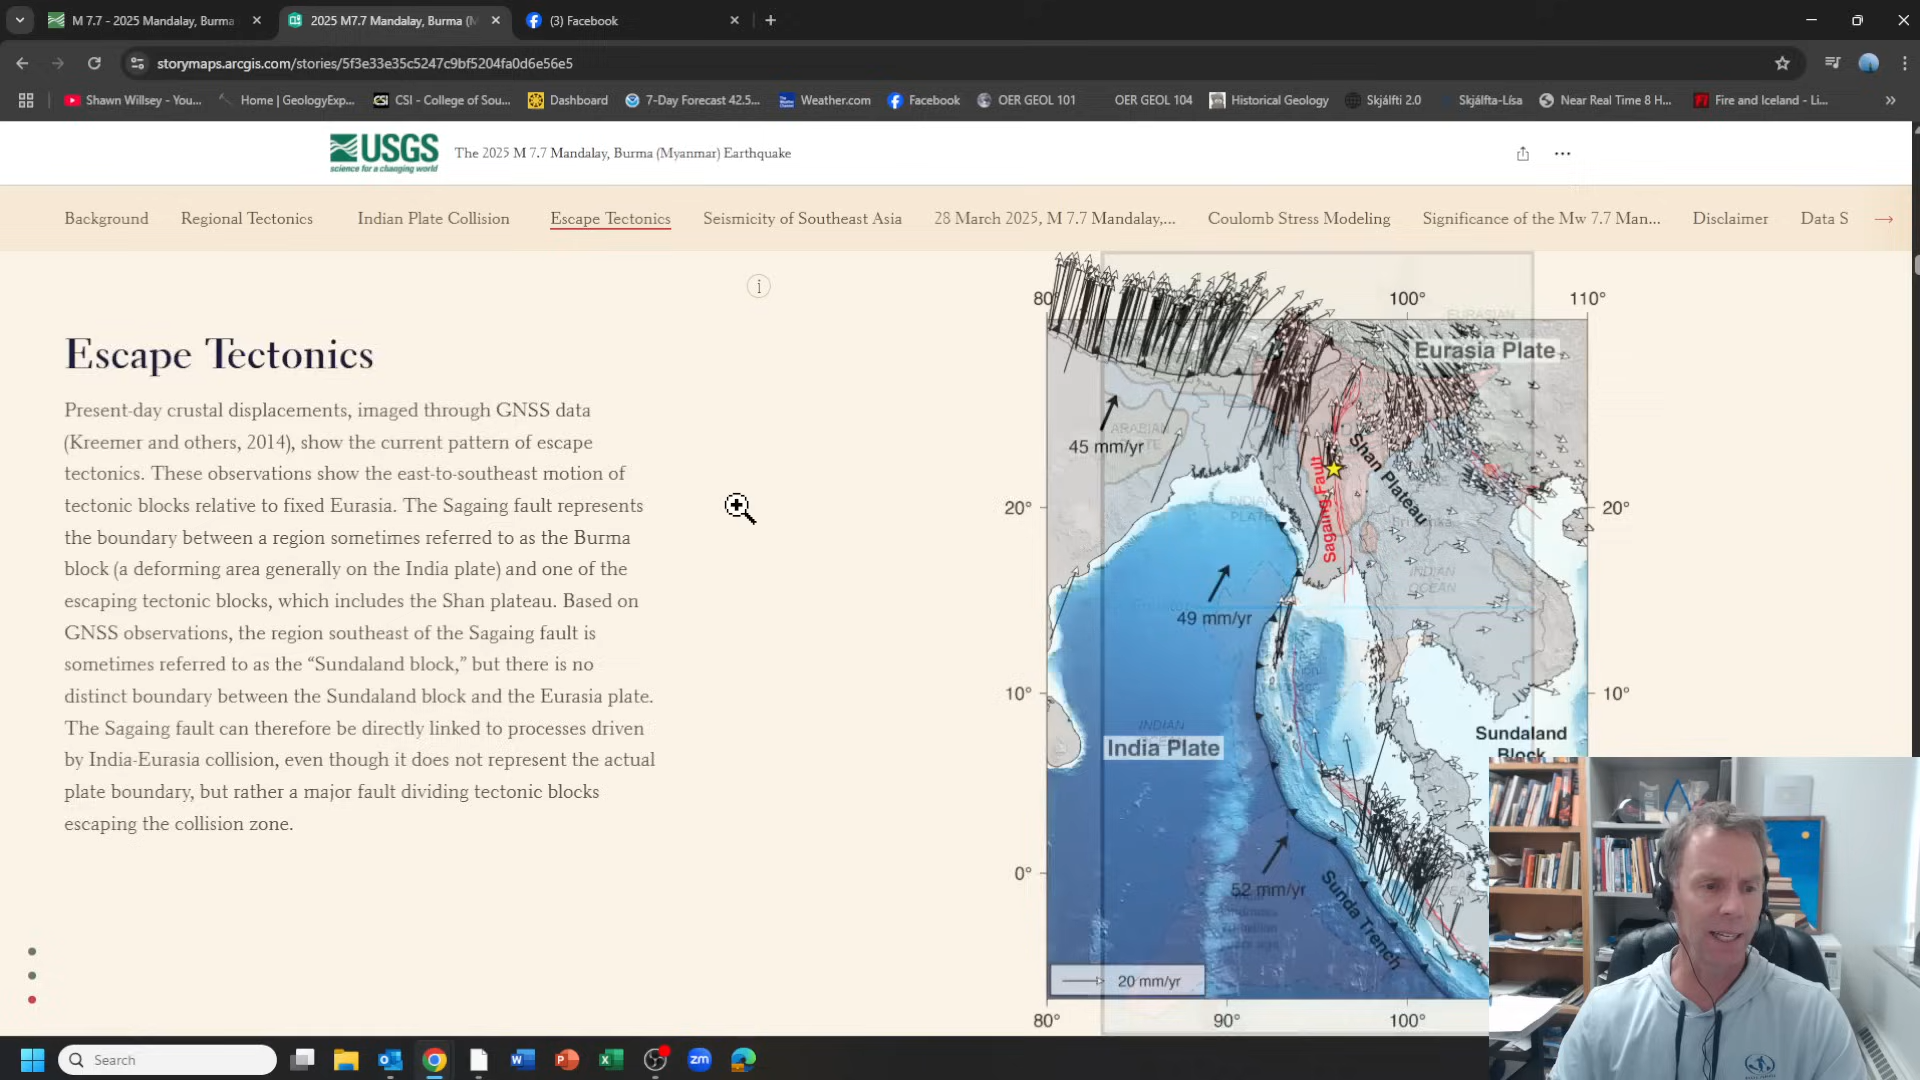 M 7.7 - 2025 Mandalay, Burma
2025 M7.7 Mandalay, Burma (M
(3) Facebook
storymaps.arcgis.com/stories/5f3e33e35c5247c9bf5204fa0d6e56e5
Shawn Willsey - You...
Home | GeologyExp...
CSI - College of Sou...
Dashboard
7-Day Forecast 42.5...
Weather.com
Facebook
OER GEOL 101
OER GEOL 104
Historical Geology
Skjálfti 2.0
Skjálfta-Lísa
Near Real Time 8 H...
Fire and Iceland - Li...
USGS
science for a changing world
The 2025 M 7.7 Mandalay, Burma (Myanmar) Earthquake
Background
Regional Tectonics
Indian Plate Collision
Escape Tectonics
Seismicity of Southeast Asia
28 March 2025, M 7.7 Mandalay,...
Coulomb Stress Modeling
Significance of the Mw 7.7 Man...
Disclaimer
Data S
Escape Tectonics
Present-day crustal displacements, imaged through GNSS data
(Kreemer and others, 2014), show the current pattern of escape
tectonics. These observations show the east-to-southeast motion of
tectonic blocks relative to fixed Eurasia. The Sagaing fault represents
the boundary between a region sometimes referred to as the Burma
block (a deforming area generally on the India plate) and one of the
escaping tectonic blocks, which includes the Shan plateau. Based on
GNSS observations, the region southeast of the Sagaing fault is
sometimes referred to as the “Sundaland block,” but there is no
distinct boundary between the Sundaland block and the Eurasia plate.
The Sagaing fault can therefore be directly linked to processes driven
by India-Eurasia collision, even though it does not represent the actual
plate boundary, but rather a major fault dividing tectonic blocks
escaping the collision zone.
80°
100°
110°
EURASIAN
Eurasia Plate
ARABIAN
45 mm/yr
Shan Plateau
Sagaing Fault
20°
20°
INDIAN
PLATE
Sri Lanka
INDIAN
OCEAN
49 mm/yr
10°
10°
INDIAN
India Plate
Sundaland
Block
0°
52 mm/yr
Sunda Trench
20 mm/yr
80°
90°
100°
Search